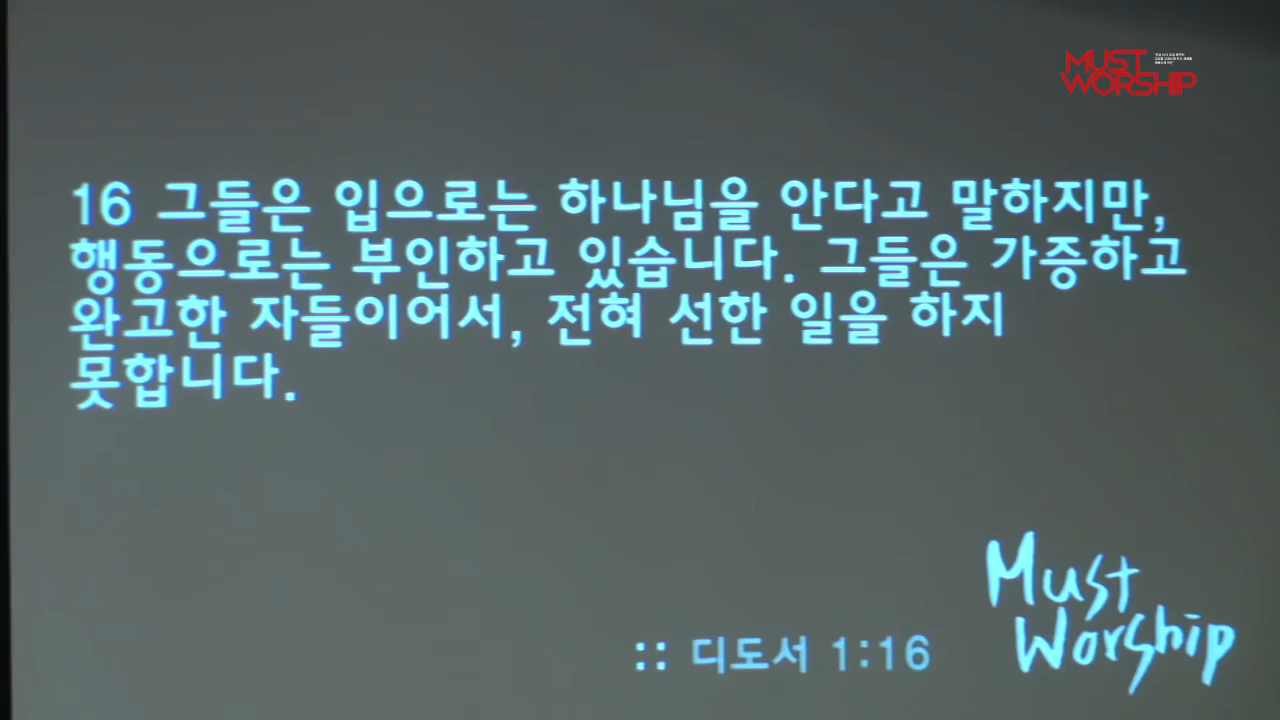 MUST
WORSHIP
16 그들은 입으로는 하나님을 안다고 말하지만,
행동으로는 부인하고 있습니다. 그들은 가증하고
완고한 자들이어서, 전혀 선한 일을 하지
못합니다.
:: 디도서 1:16
Must
Worship